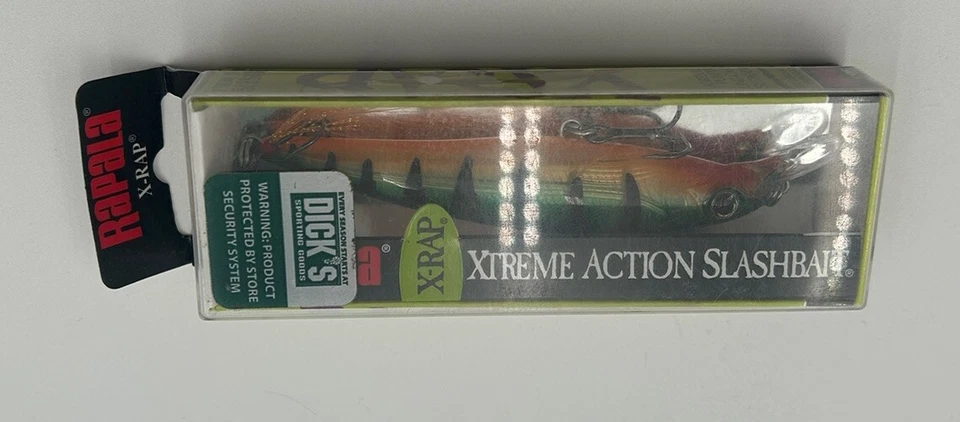 Rapala®
X-RAP®
EVERY SEASON STARTS AT
DICK'S
SPORTING GOODS
WARNING: PRODUCT
PROTECTED BY STORE
SECURITY SYSTEM
X-RAP®
XTREME ACTION SLASHBAIT®